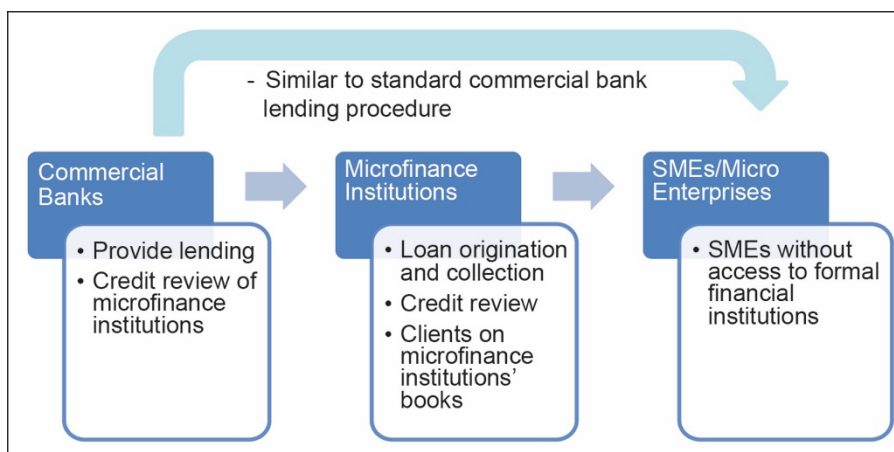 - Similar to standard commercial bank
lending procedure
Commercial
Banks
• Provide lending
• Credit review of
microfinance
institutions
Microfinance
Institutions
• Loan origination
and collection
• Credit review
• Clients on
microfinance
institutions’
books
SMEs/Micro
Enterprises
• SMEs without
access to formal
financial
institutions